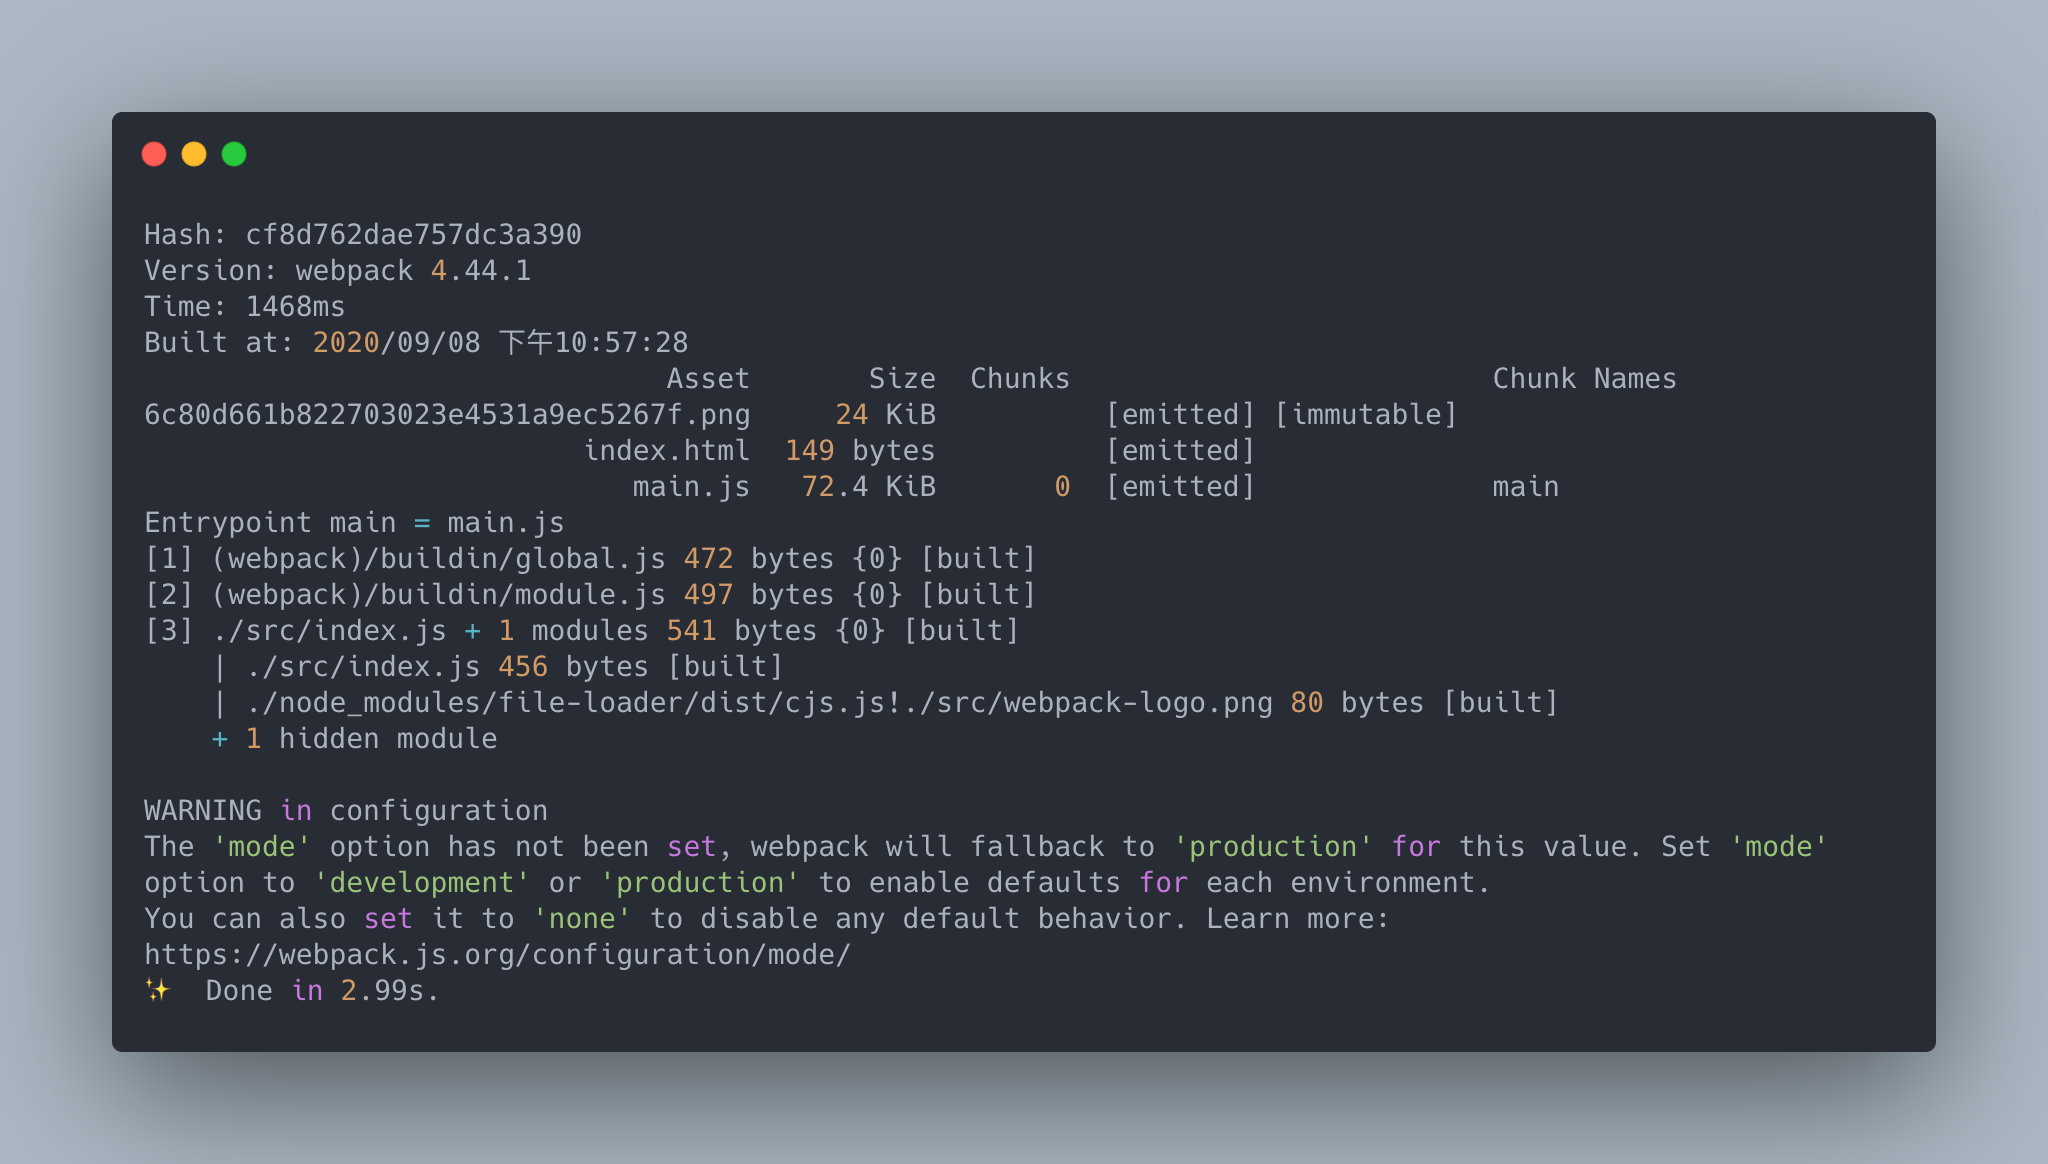 Hash: cf8d762dae757dc3a390
Version: webpack 4.44.1
Time: 1468ms
Built at: 2020/09/08 下午10:57:28
Asset Size Chunks Chunk Names
6c80d661b822703023e4531a9ec5267f.png 24 KiB [emitted] [immutable]
index.html 149 bytes [emitted]
main.js 72.4 KiB 0 [emitted] main
Entrypoint main = main.js
[1] (webpack)/buildin/global.js 472 bytes {0} [built]
[2] (webpack)/buildin/module.js 497 bytes {0} [built]
[3] ./src/index.js + 1 modules 541 bytes {0} [built]
| ./src/index.js 456 bytes [built]
| ./node_modules/file-loader/dist/cjs.js!./src/webpack-logo.png 80 bytes [built]
+ 1 hidden module
WARNING in configuration
The 'mode' option has not been set, webpack will fallback to 'production' for this value. Set 'mode'
option to 'development' or 'production' to enable defaults for each environment.
You can also set it to 'none' to disable any default behavior. Learn more:
https://webpack.js.org/configuration/mode/
✨ Done in 2.99s.